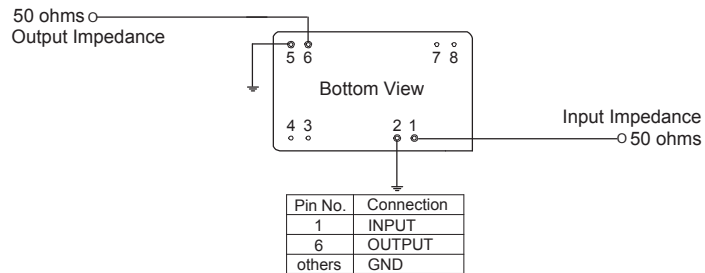 50 ohms
Output Impedance
5 6
7 8
Bottom View
4 3
2 1
Input Impedance
50 ohms
Pin No. Connection
1 INPUT
6 OUTPUT
others GND